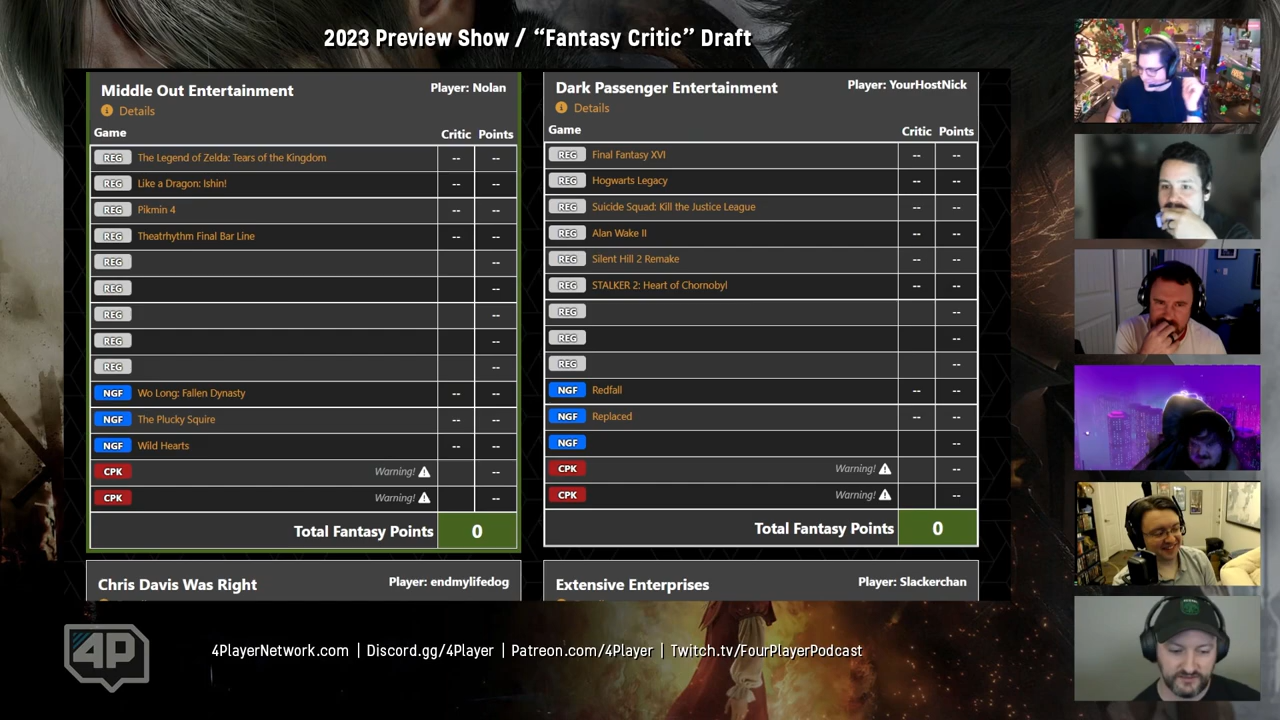 2023 Preview Show / “Fantasy Critic” Draft
Middle Out Entertainment
Player: Nolan
Details
Game Critic Points
REG The Legend of Zelda: Tears of the Kingdom -- --
REG Like a Dragon: Ishin! -- --
REG Pikmin 4 -- --
REG Theatrhythm Final Bar Line -- --
REG --
REG --
REG --
REG --
REG --
NGF Wo Long: Fallen Dynasty -- --
NGF The Plucky Squire -- --
NGF Wild Hearts -- --
CPK Warning! --
CPK Warning! --
Total Fantasy Points 0
Dark Passenger Entertainment
Player: YourHostNick
Details
Game Critic Points
REG Final Fantasy XVI -- --
REG Hogwarts Legacy -- --
REG Suicide Squad: Kill the Justice League -- --
REG Alan Wake II -- --
REG Silent Hill 2 Remake -- --
REG STALKER 2: Heart of Chornobyl -- --
REG --
REG --
REG --
NGF Redfall -- --
NGF Replaced -- --
NGF --
CPK Warning! --
CPK Warning! --
Total Fantasy Points 0
Chris Davis Was Right
Player: endmylifedog
Extensive Enterprises
Player: Slackerchan
4P
4PlayerNetwork.com | Discord.gg/4Player | Patreon.com/4Player | Twitch.tv/FourPlayerPodcast